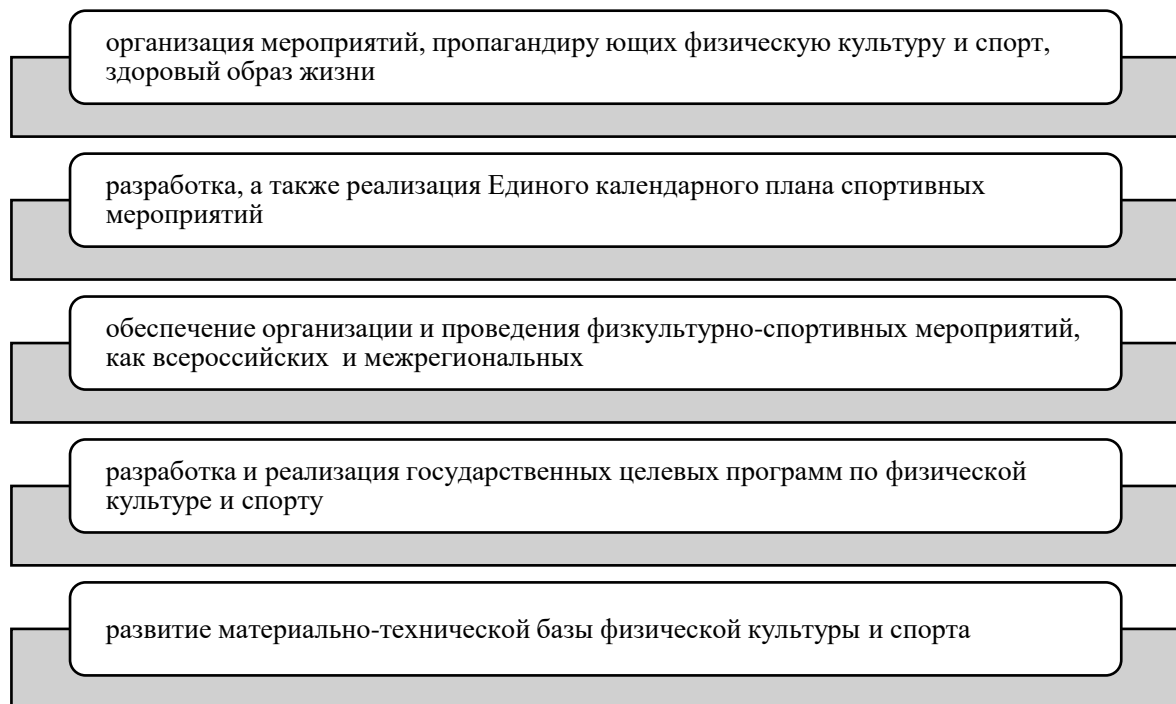 организация мероприятий, пропагандиру ющих физическую культуру и спорт,
здоровый образ жизни
разработка, а также реализация Единого календарного плана спортивных
мероприятий
обеспечение организации и проведения физкультурно-спортивных мероприятий,
как всероссийских  и межрегиональных
разработка и реализация государственных целевых программ по физической
культуре и спорту
развитие материально-технической базы физической культуры и спорта